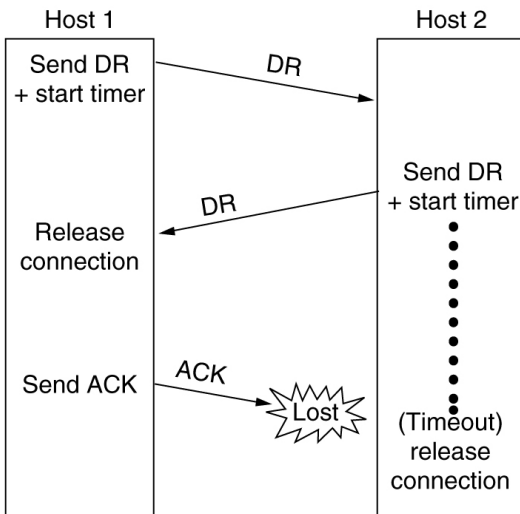 Host 1
Host 2
Send DR
+ start timer
DR
Send DR
+ start timer
DR
Release
connection
Send ACK
ACK
Lost
(Timeout)
release
connection